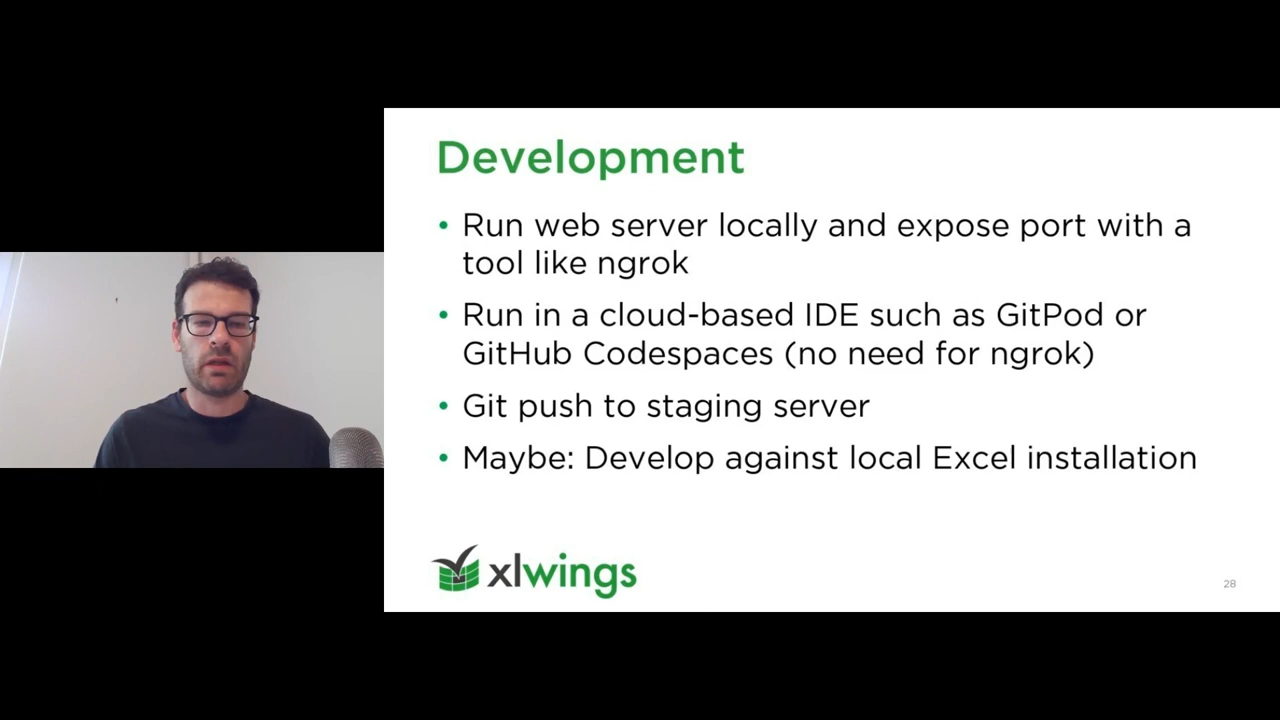 Development
• Run web server locally and expose port with a
tool like ngrok
• Run in a cloud-based IDE such as GitPod or
GitHub Codespaces (no need for ngrok)
• Git push to staging server
• Maybe: Develop against local Excel installation
xlwings
28